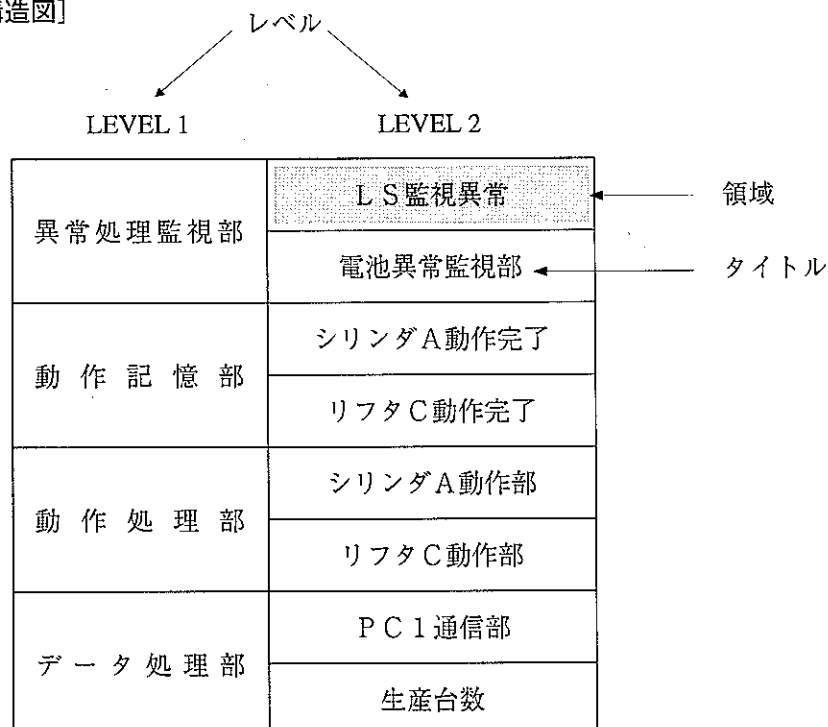 造図］
レベル
LEVEL 1
LEVEL 2
異常処理監視部
LS監視異常
領域
電池異常監視部
タイトル
動作記憶部
シリンダA動作完了
リフタC動作完了
動作処理部
シリンダA動作部
リフタC動作部
データ処理部
PC1通信部
生産台数